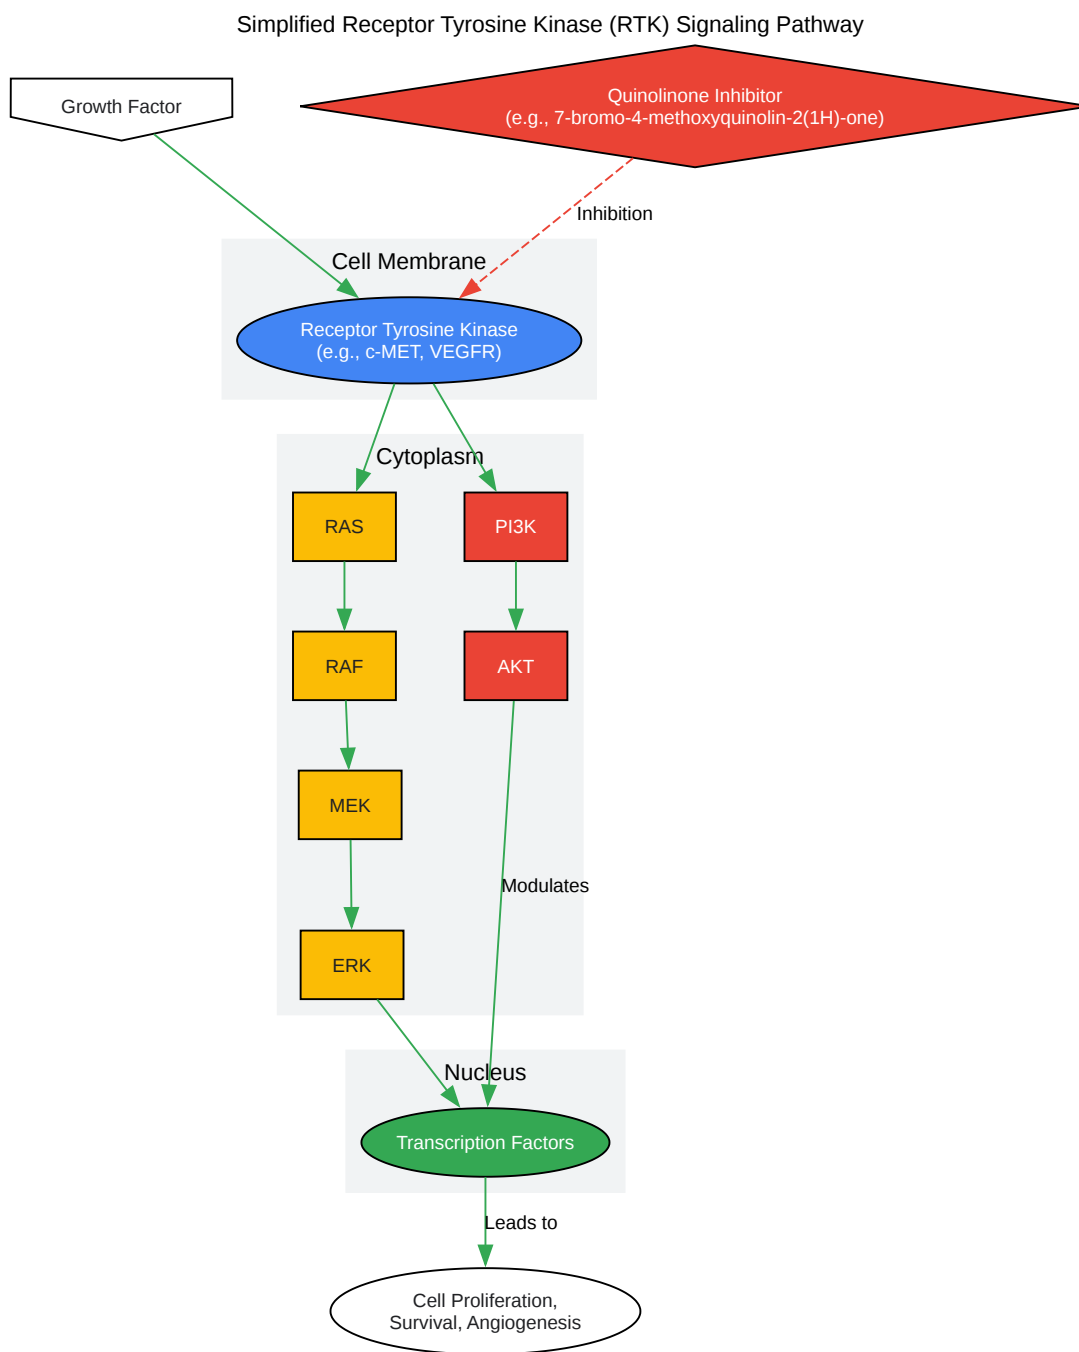 Simplified Receptor Tyrosine Kinase (RTK) Signaling Pathway
Growth Factor
Quinolinone Inhibitor
(e.g., 7-bromo-4-methoxyquinolin-2(1H)-one)
Inhibition
Cell Membrane
Receptor Tyrosine Kinase
(e.g., c-MET, VEGFR)
Cytoplasm
RAS
PI3K
RAF
AKT
MEK
Modulates
ERK
Nucleus
Transcription Factors
Leads to
Cell Proliferation,
Survival, Angiogenesis